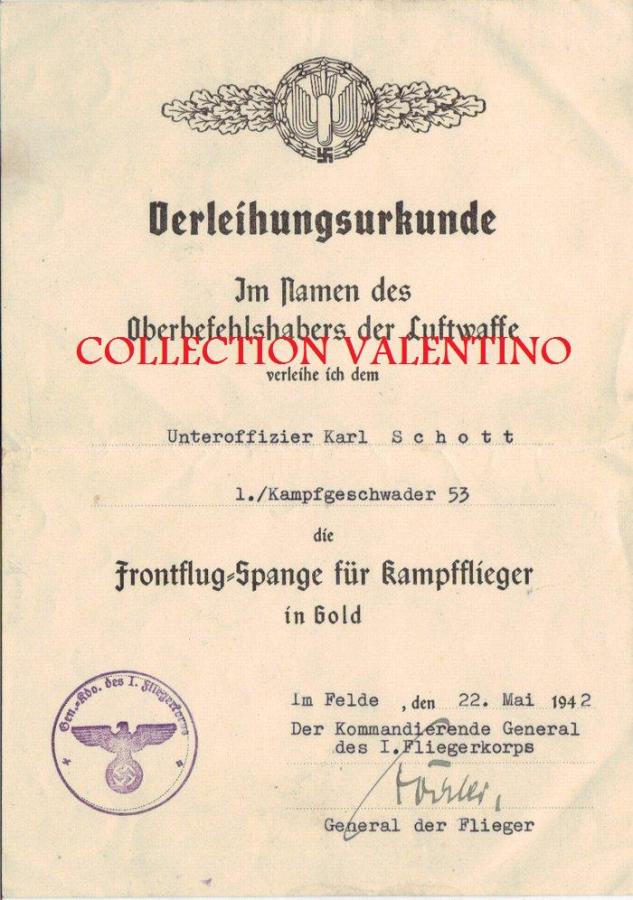 Verleihungsurkunde
Im Namen des
Oberbefehlshabers der Luftwaffe
COLLECTION VALENTINO
verleihe ich dem
Unteroffizier Karl S c h o t t
1./Kampfgeschwader 53
die
Frontflug-Spange für Kampfflieger
in Gold
Gen.-Kdo. des I. Fliegerkorps
Im Felde , den 22. Mai 1942
Der Kommandierende General
des I.Fliegerkorps
General der Flieger